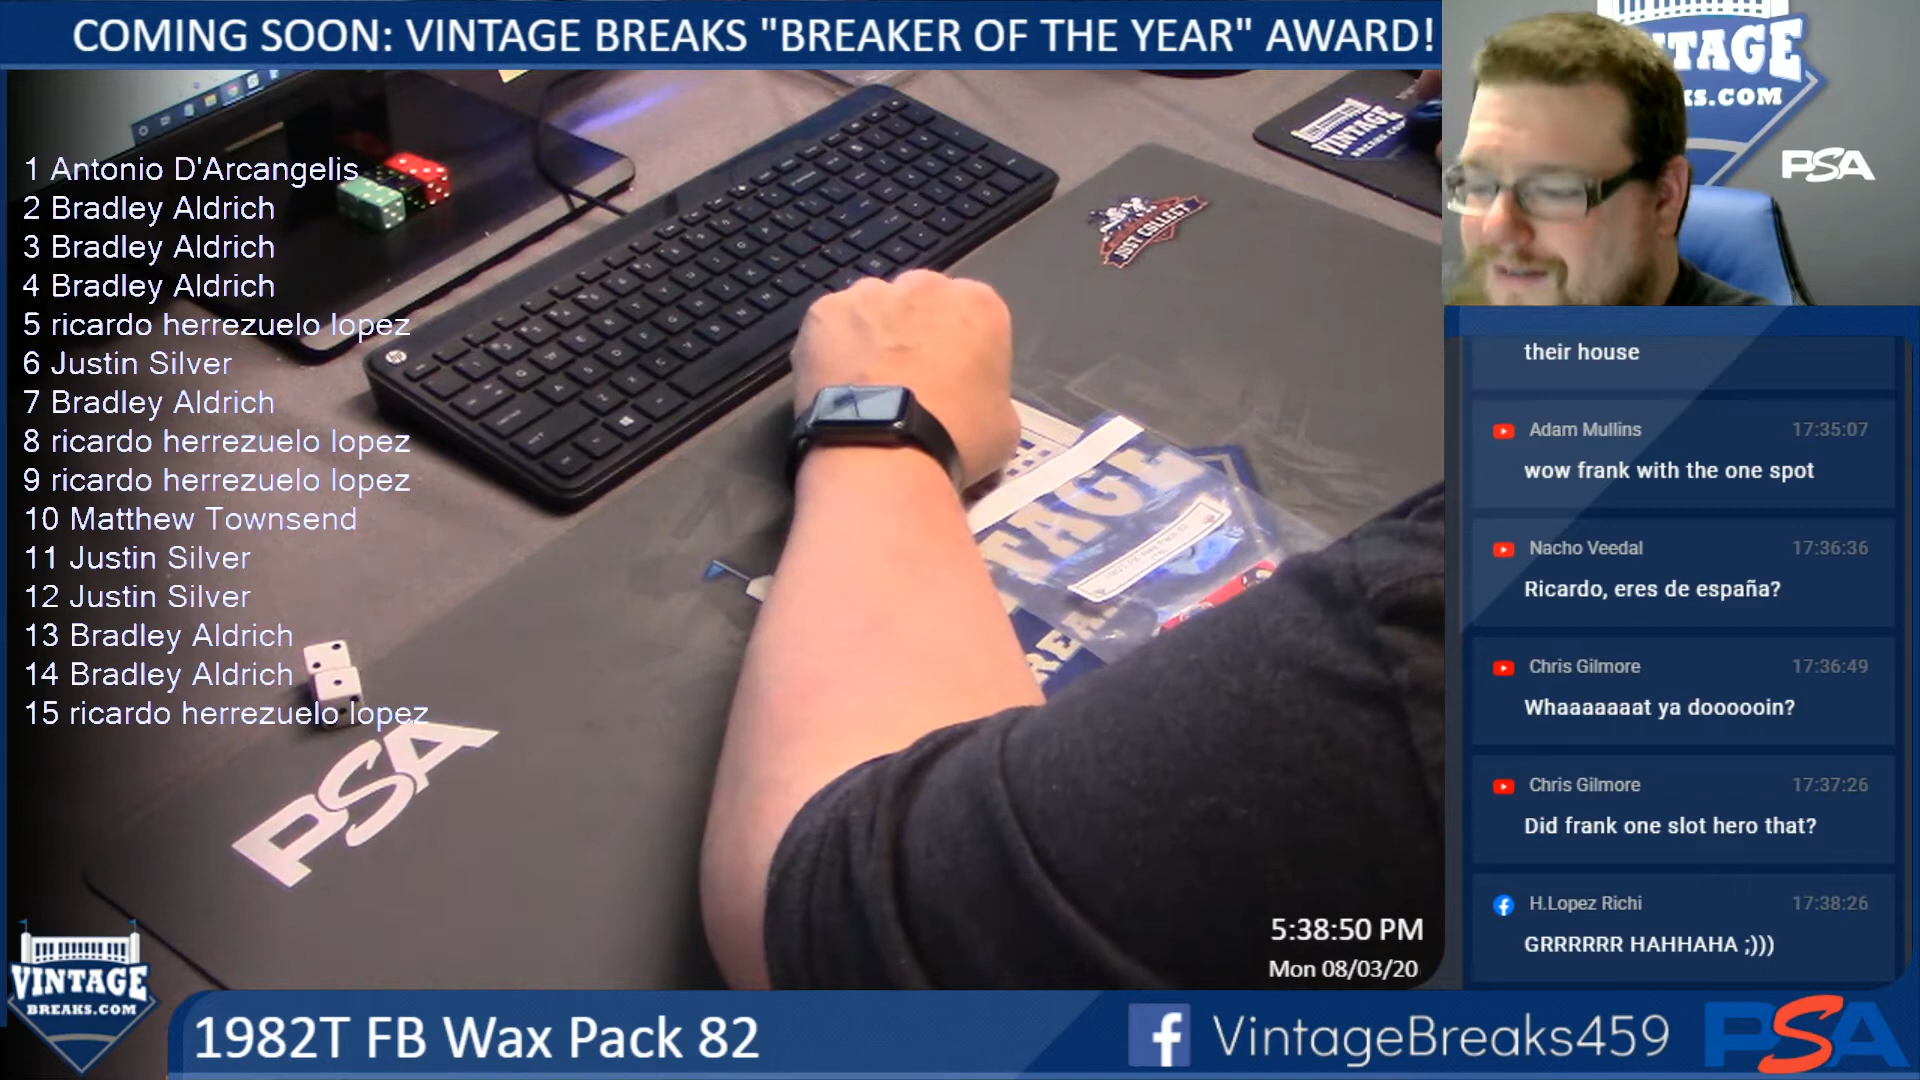 COMING SOON: VINTAGE BREAKS "BREAKER OF THE YEAR" AWARD!
1 Antonio D'Arcangelis
2 Bradley Aldrich
3 Bradley Aldrich
4 Bradley Aldrich
5 ricardo herrezuelo lopez
6 Justin Silver
7 Bradley Aldrich
8 ricardo herrezuelo lopez
9 ricardo herrezuelo lopez
10 Matthew Townsend
11 Justin Silver
12 Justin Silver
13 Bradley Aldrich
14 Bradley Aldrich
15 ricardo herrezuelo lopez
PSA
JUST COLLECT
VINTAGE
TAGE
TAGE
KS.COM
PSA
their house
Adam Mullins 17:35:07
wow frank with the one spot
Nacho Veedal 17:36:36
Ricardo, eres de españa?
Chris Gilmore 17:36:49
Whaaaaaaat ya doooooin?
Chris Gilmore 17:37:26
Did frank one slot hero that?
H.Lopez Richi 17:38:26
GRRRRRR HAHHAHA ;)))
5:38:50 PM
Mon 08/03/20
VINTAGE
BREAKS.COM
1982T FB Wax Pack 82
VintageBreaks459
PSA